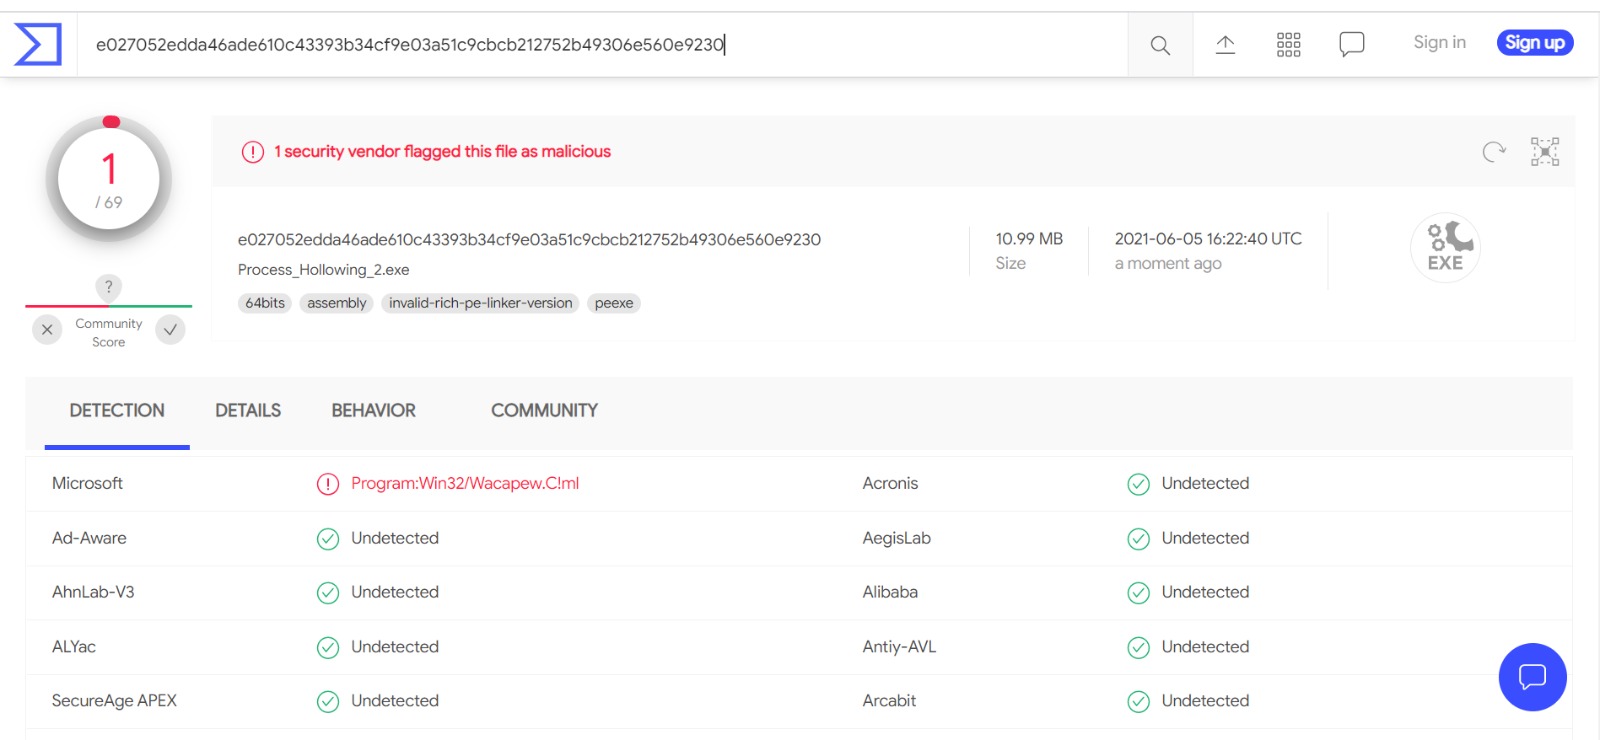 e027052edda46ade610c43393b34cf9e03a51c9cbcb212752b49306e560e9230
Sign in
Sign up
1
/ 69
1 security vendor flagged this file as malicious
e027052edda46ade610c43393b34cf9e03a51c9cbcb212752b49306e560e9230
Process_Hollowing_2.exe
64bits assembly invalid-rich-pe-linker-version peexe
10.99 MB
Size
2021-06-05 16:22:40 UTC
a moment ago
EXE
?
Community
Score
DETECTION DETAILS BEHAVIOR COMMUNITY
Microsoft Program:Win32/Wacapew.C!ml Acronis Undetected
Ad-Aware Undetected AegisLab Undetected
AhnLab-V3 Undetected Alibaba Undetected
ALYac Undetected Antiy-AVL Undetected
SecureAge APEX Undetected Arcabit Undetected